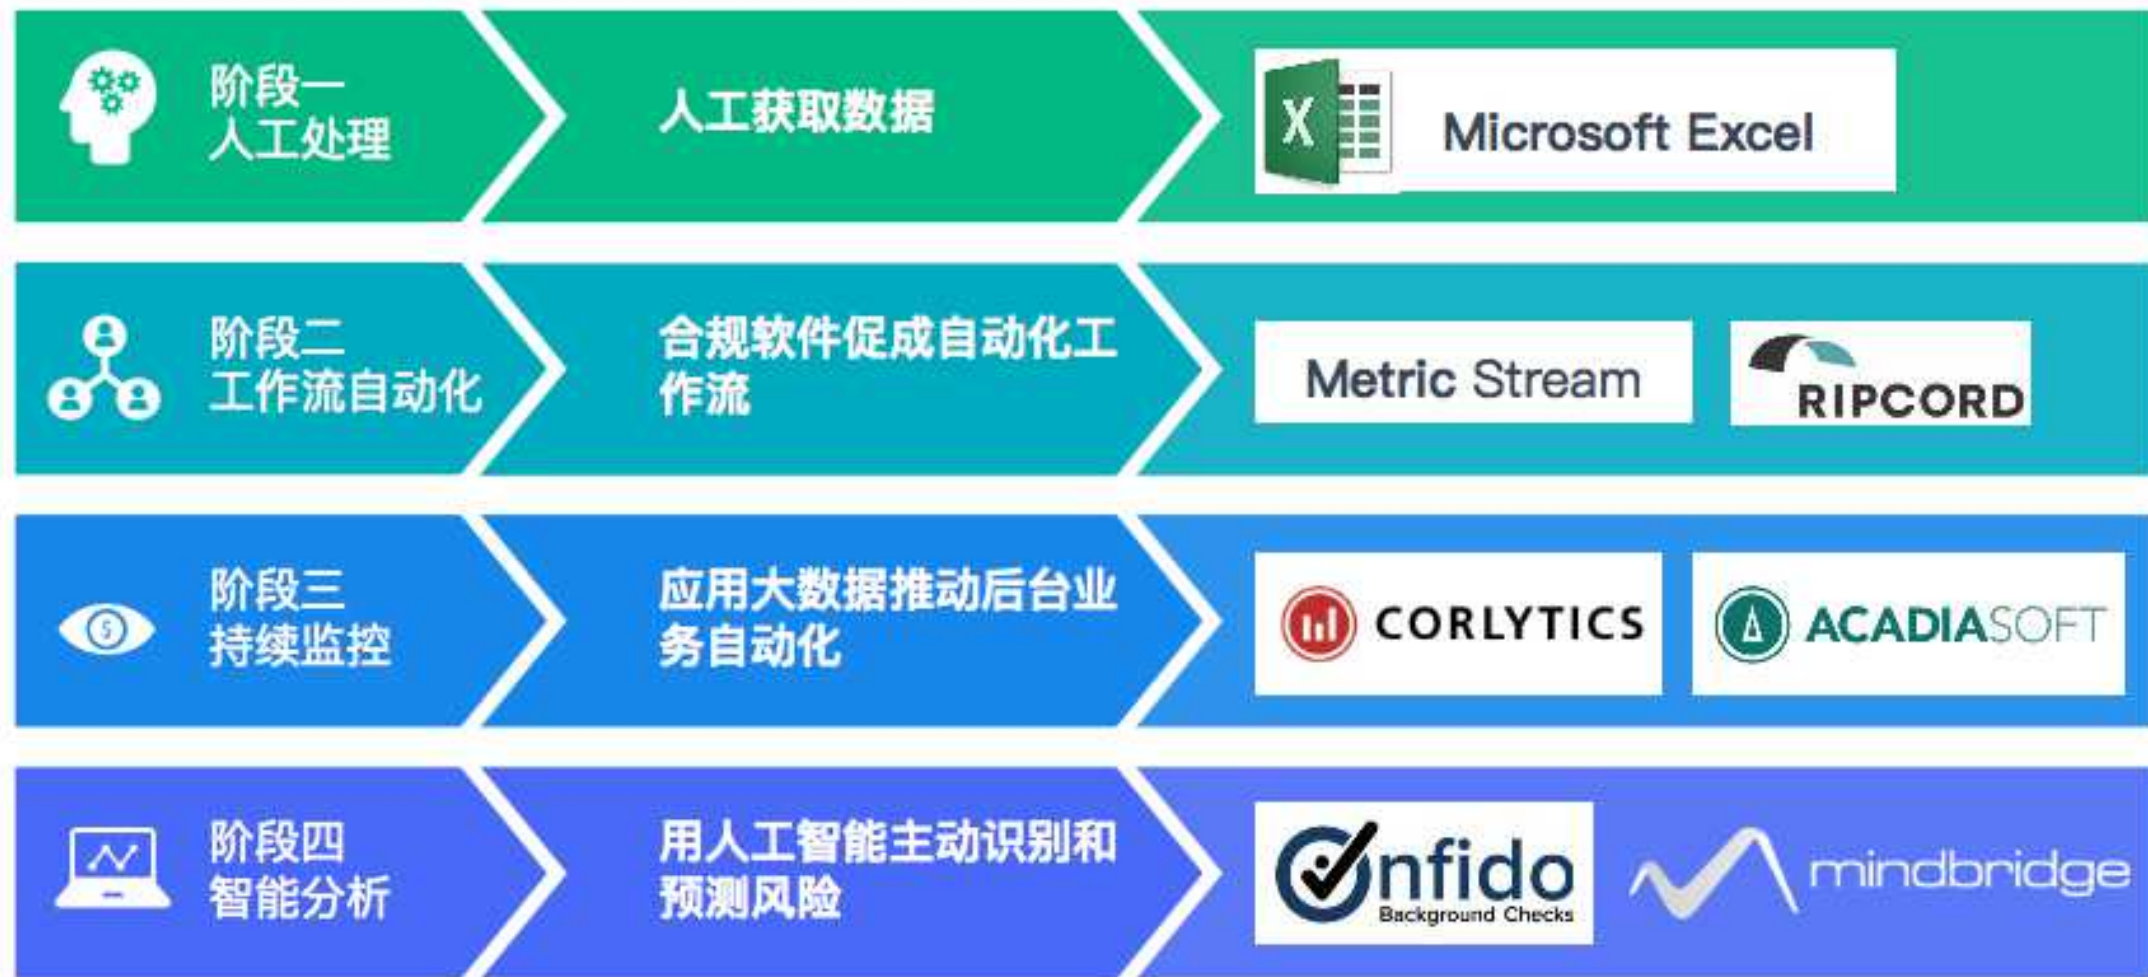 阶段一
人工处理
人工获取数据
X
Microsoft Excel
阶段二
工作流自动化
合规软件促成自动化工
作流
Metric Stream
RIPCORD
阶段三
持续监控
应用大数据推动后台业
务自动化
CORLYTICS
ACADIASOFT
阶段四
智能分析
用人工智能主动识别和
预测风险
Onfido
Background Checks
mindbridge